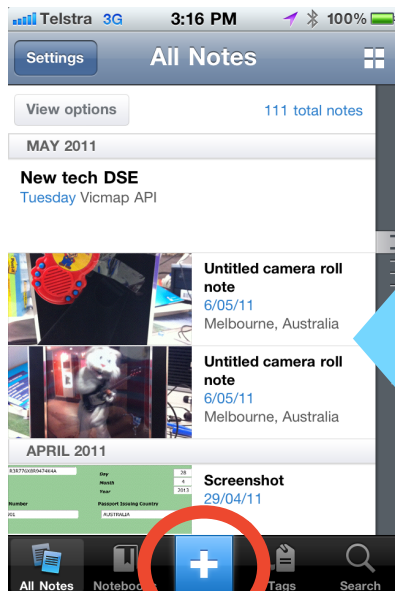 Telstra 3G 3:16 PM 100%
Settings All Notes
View options 111 total notes
MAY 2011
New tech DSE
Tuesday Vicmap API
Untitled camera roll
note
6/05/11
Melbourne, Australia
Untitled camera roll
note
6/05/11
Melbourne, Australia
APRIL 2011
Screenshot
29/04/11
Day 28
Month 4
Year 2013
Number Passport Issuing Country
AUSTRALIA
All Notes Tags Search